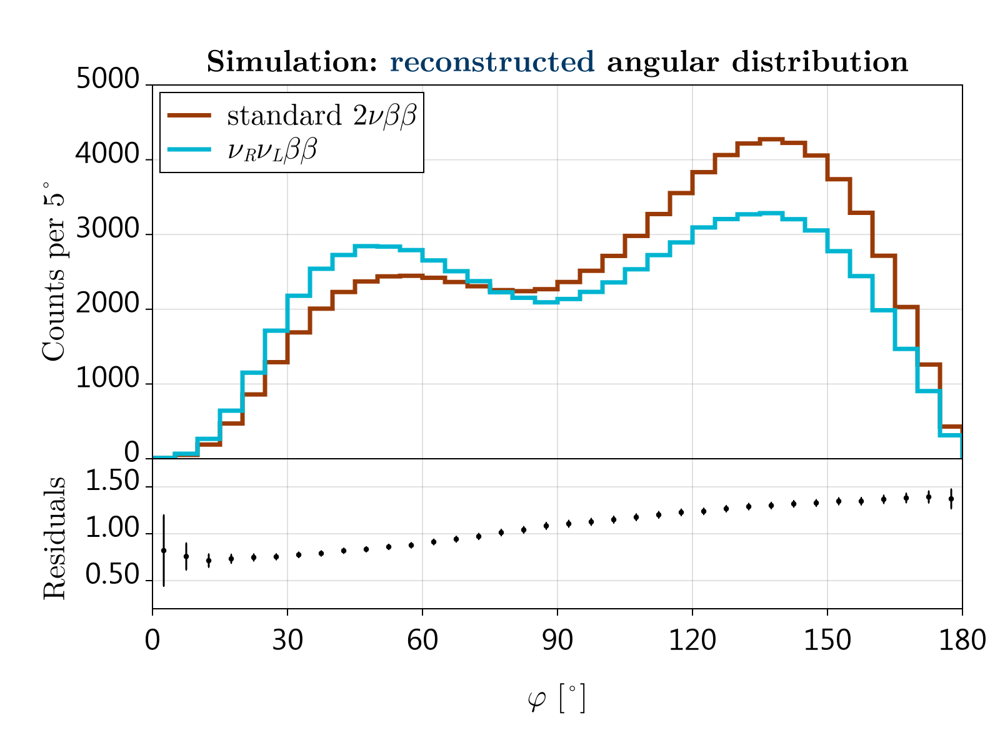 Simulation: reconstructed angular distribution
5000
standard 2νββ
ν_Rν_Lββ
4000
3000
2000
1000
0
Counts per 5°
1.50
1.00
0.50
Residuals
0 30 60 90 120 150 180
φ [°]